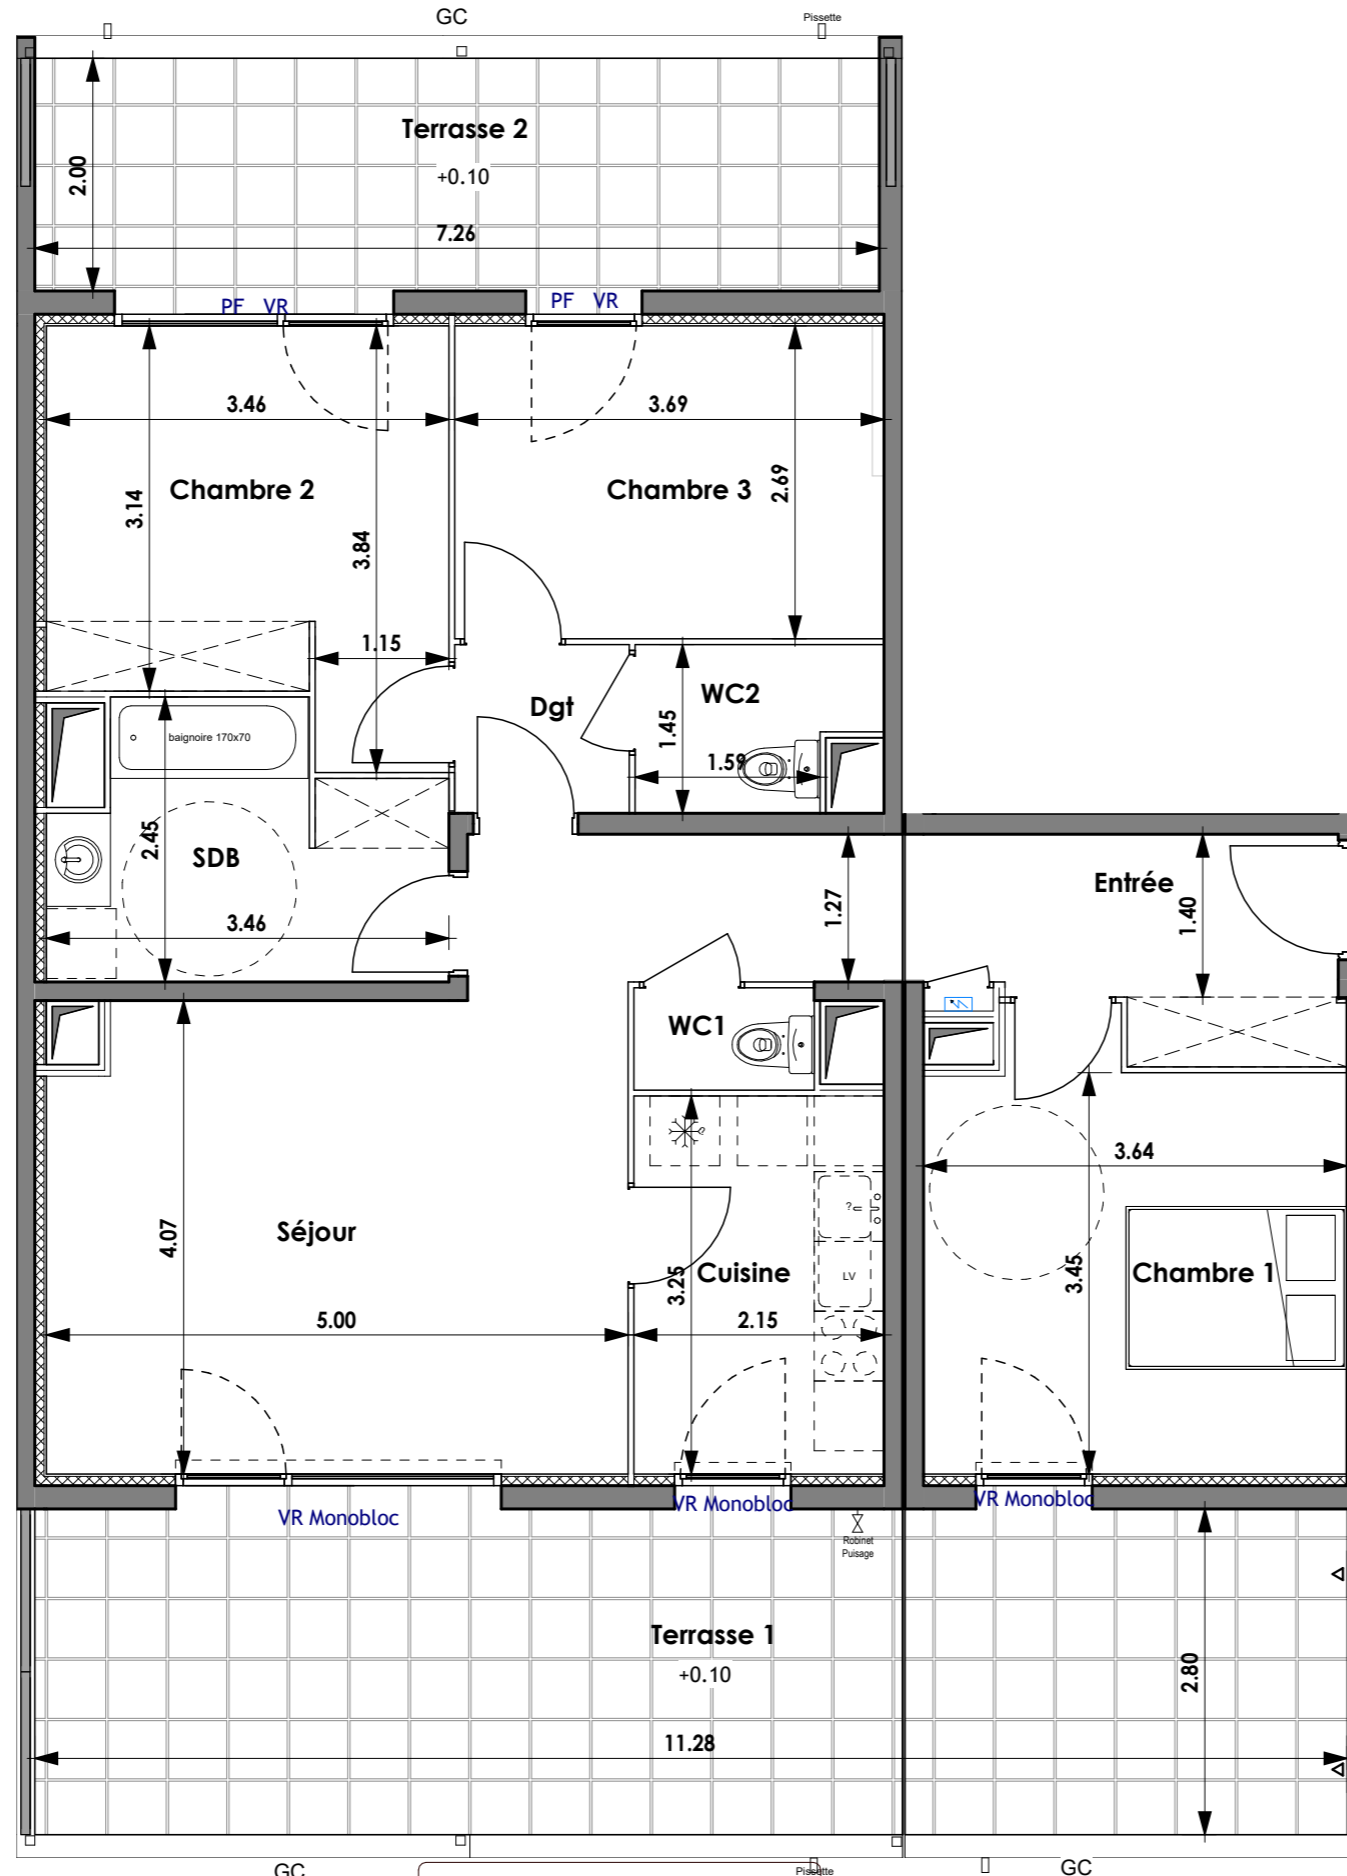 GC
Pissette
Terrasse 2
+0.10
2.00
7.26
PF VR
PF VR
3.46
3.69
Chambre 2
Chambre 3
3.14
3.84
2.69
1.15
Dgt
WC2
1.45
1.59
baignoire 170x70
2.45
SDB
3.46
1.27
Entrée
1.40
WC1
4.07
Séjour
5.00
3.25
Cuisine
2.15
?
LV
3.64
3.45
Chambre 1
VR Monobloc
VR Monobloc
VR Monobloc
Robinet
Puisage
Terrasse 1
+0.10
2.80
11.28
GC
Pissette
GC